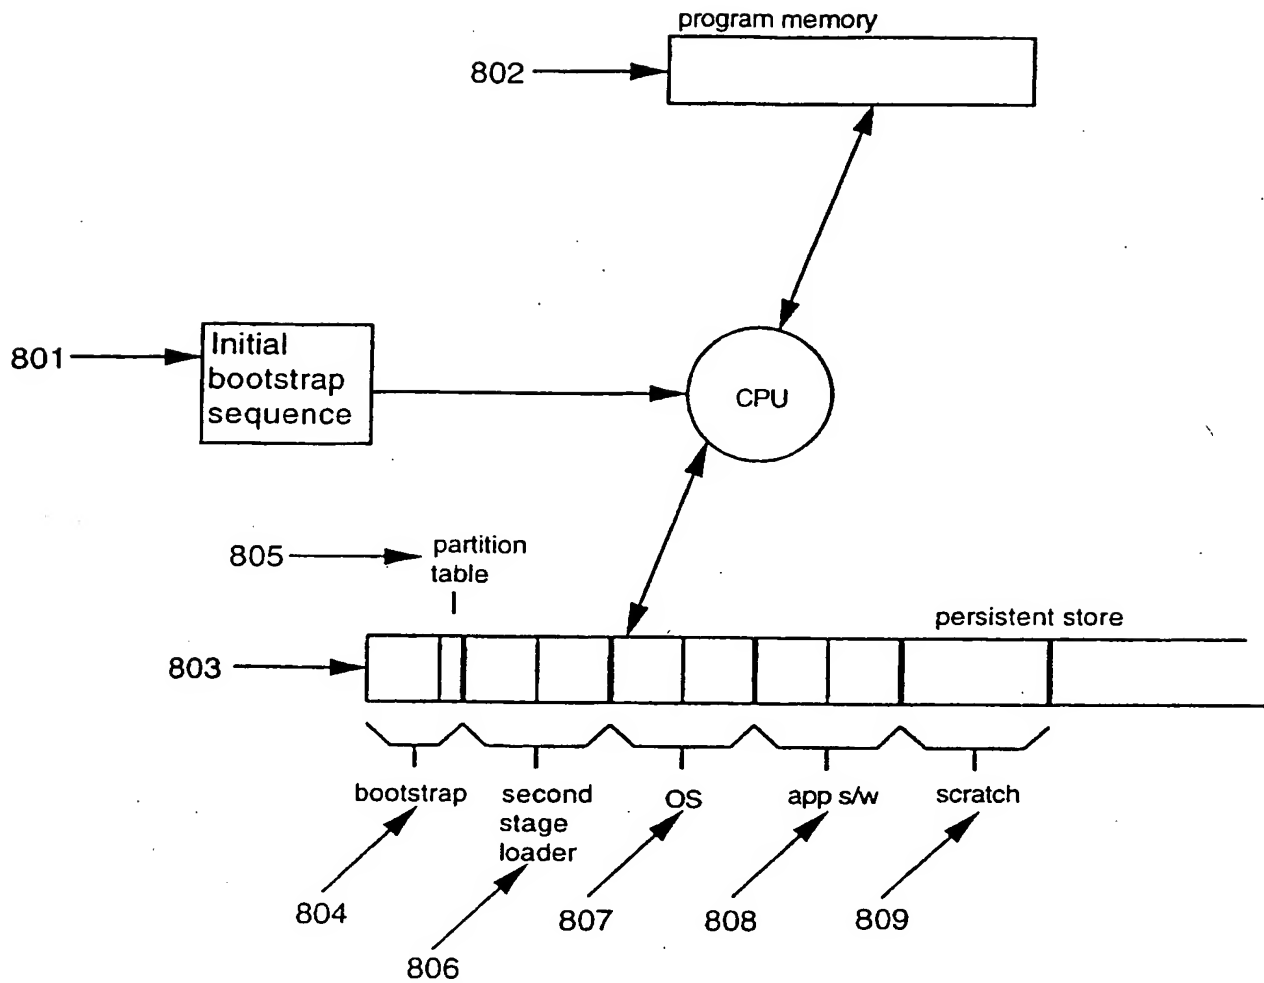 program memory
802
801
Initial
bootstrap
sequence
CPU
805
partition
table
persistent store
803
bootstrap
second
stage
loader
OS
app s/w
scratch
804
806
807
808
809